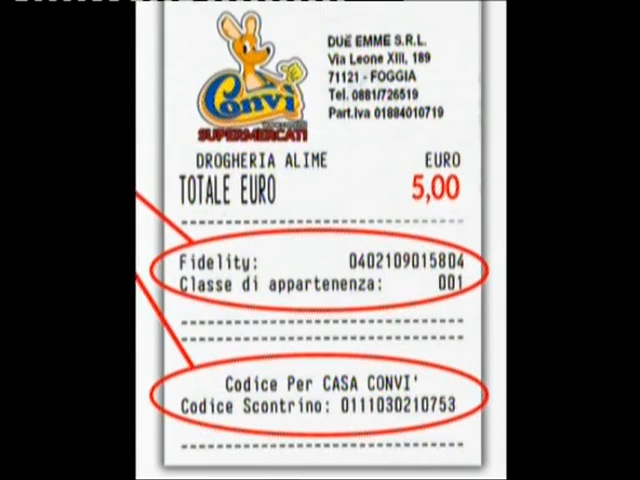 DUE EMME S.R.L.
Via Leone XIII, 189
71121 - FOGGIA
Tel. 0881/726519
Part.Iva 01884010719
Convì
SUPERMERCATI
DROGHERIA ALIME EURO
TOTALE EURO 5,00
Fidelity: 0402109015804
Classe di appartenenza: 001
Codice Per CASA CONVI'
Codice Scontrino: 0111030210753